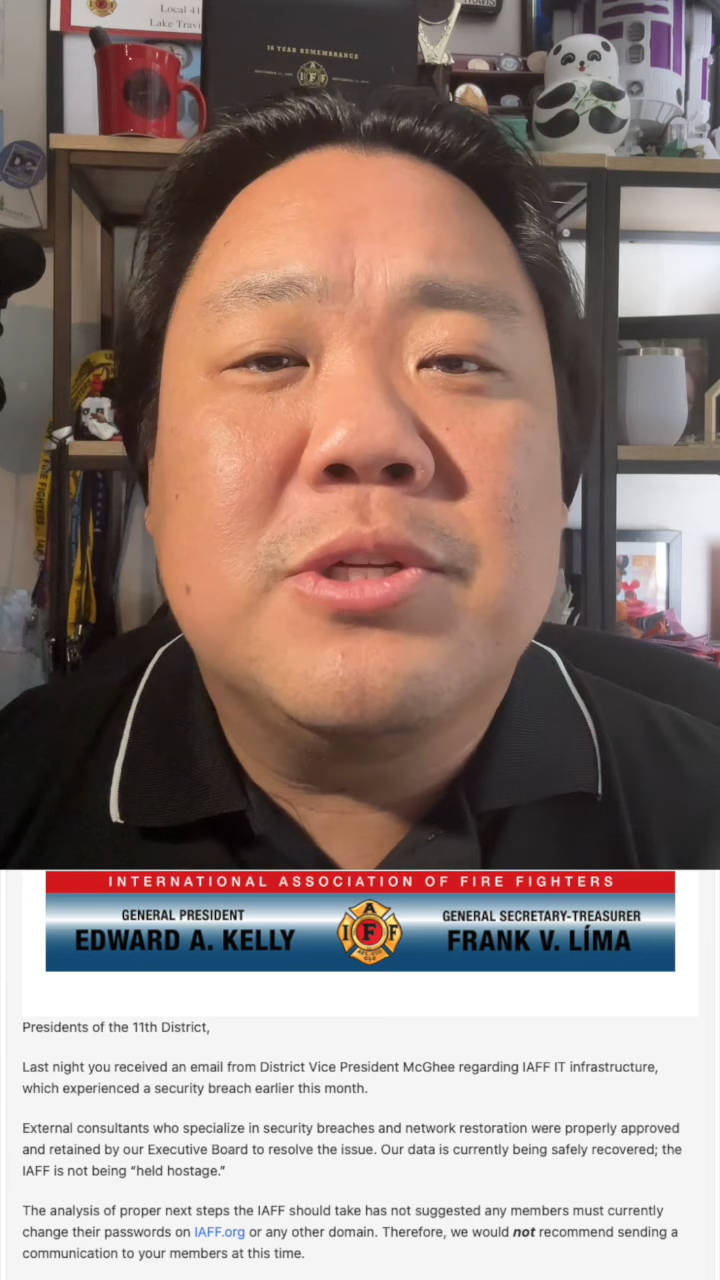 Local 41
Lake Travi
10 YEAR REMEMBRANCE
I F F
INTERNATIONAL ASSOCIATION OF FIRE FIGHTERS
GENERAL PRESIDENT
EDWARD A. KELLY
A
I F F
GENERAL SECRETARY-TREASURER
FRANK V. LÍMA
Presidents of the 11th District,
Last night you received an email from District Vice President McGhee regarding IAFF IT infrastructure,
which experienced a security breach earlier this month.
External consultants who specialize in security breaches and network restoration were properly approved
and retained by our Executive Board to resolve the issue. Our data is currently being safely recovered; the
IAFF is not being “held hostage.”
The analysis of proper next steps the IAFF should take has not suggested any members must currently
change their passwords on IAFF.org or any other domain. Therefore, we would not recommend sending a
communication to your members at this time.